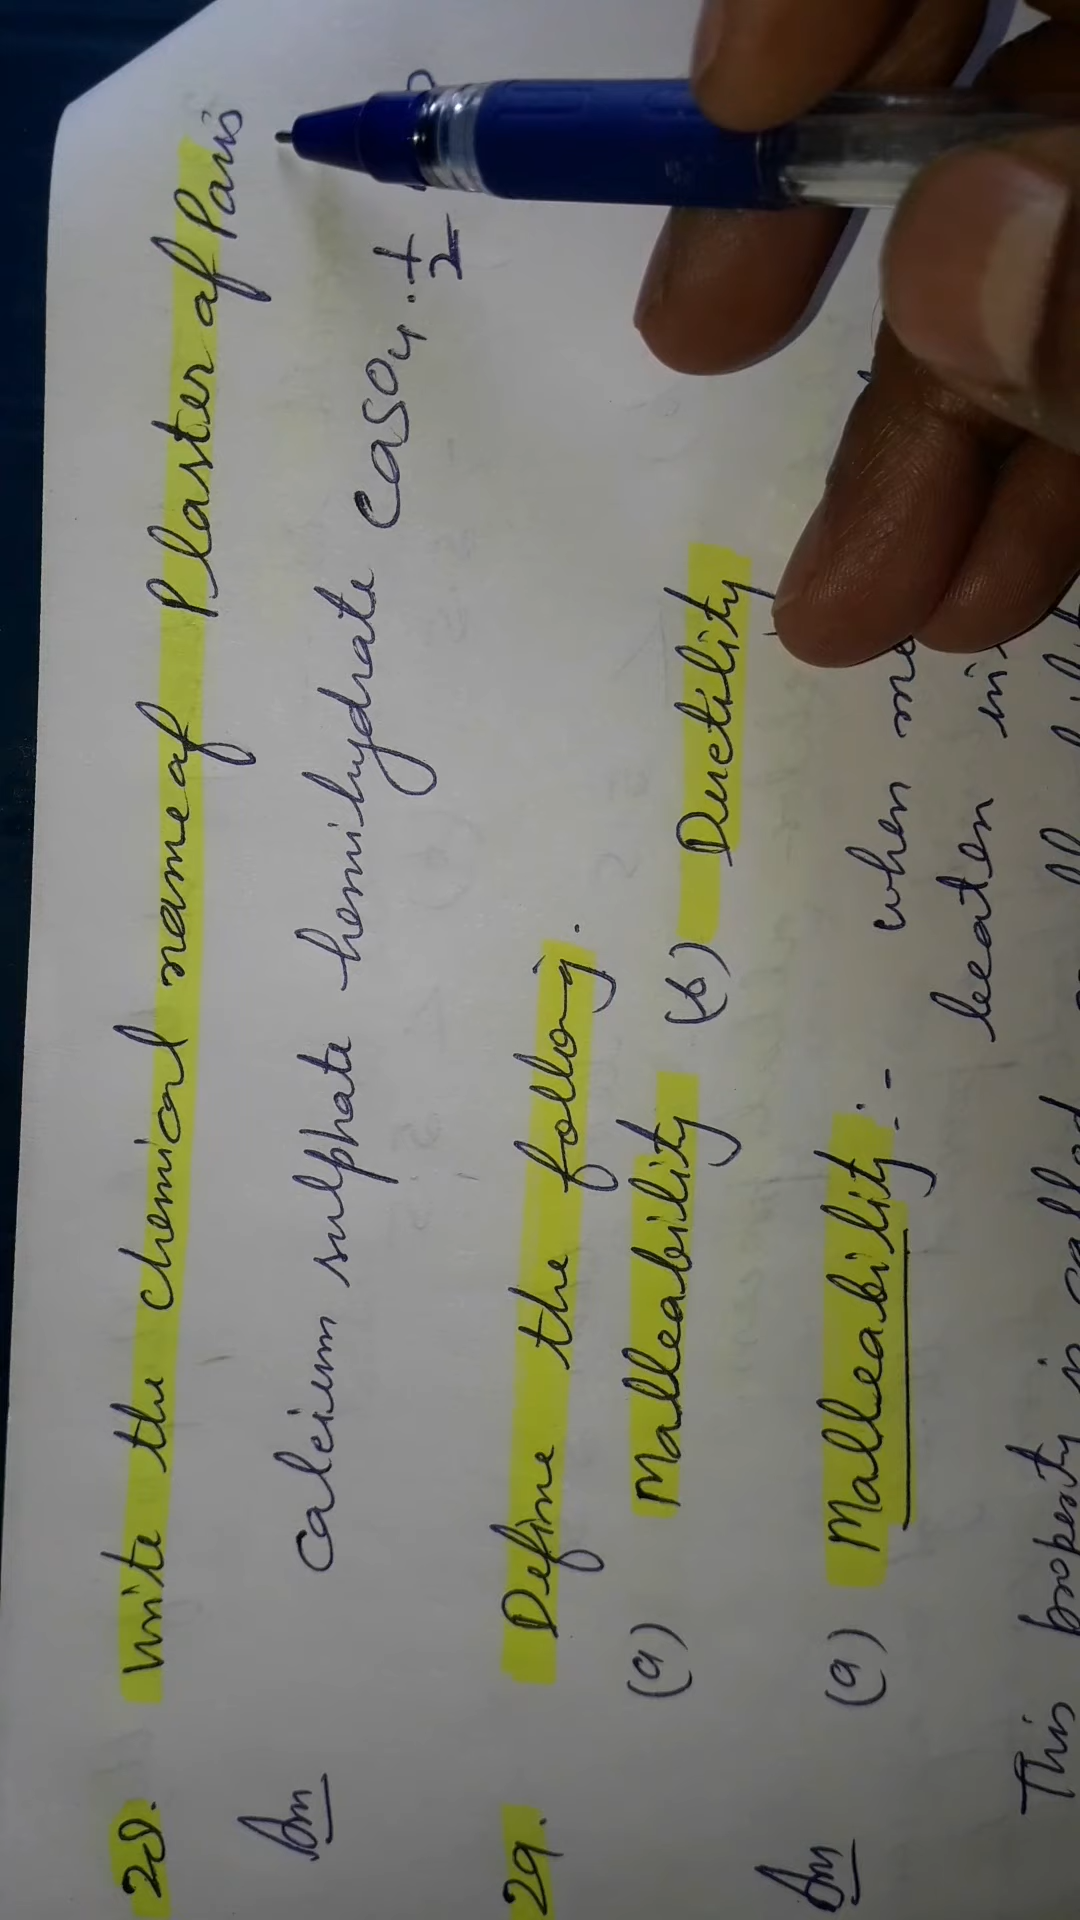 28. Write the chemical name of Plaster of Paris
Ans Calcium sulphate hemihydrate CaSO4.½
29. Define the follong.
(a) Malleability (b) Ductility
Ans (a) Malleability:- when
beaten
This property is called